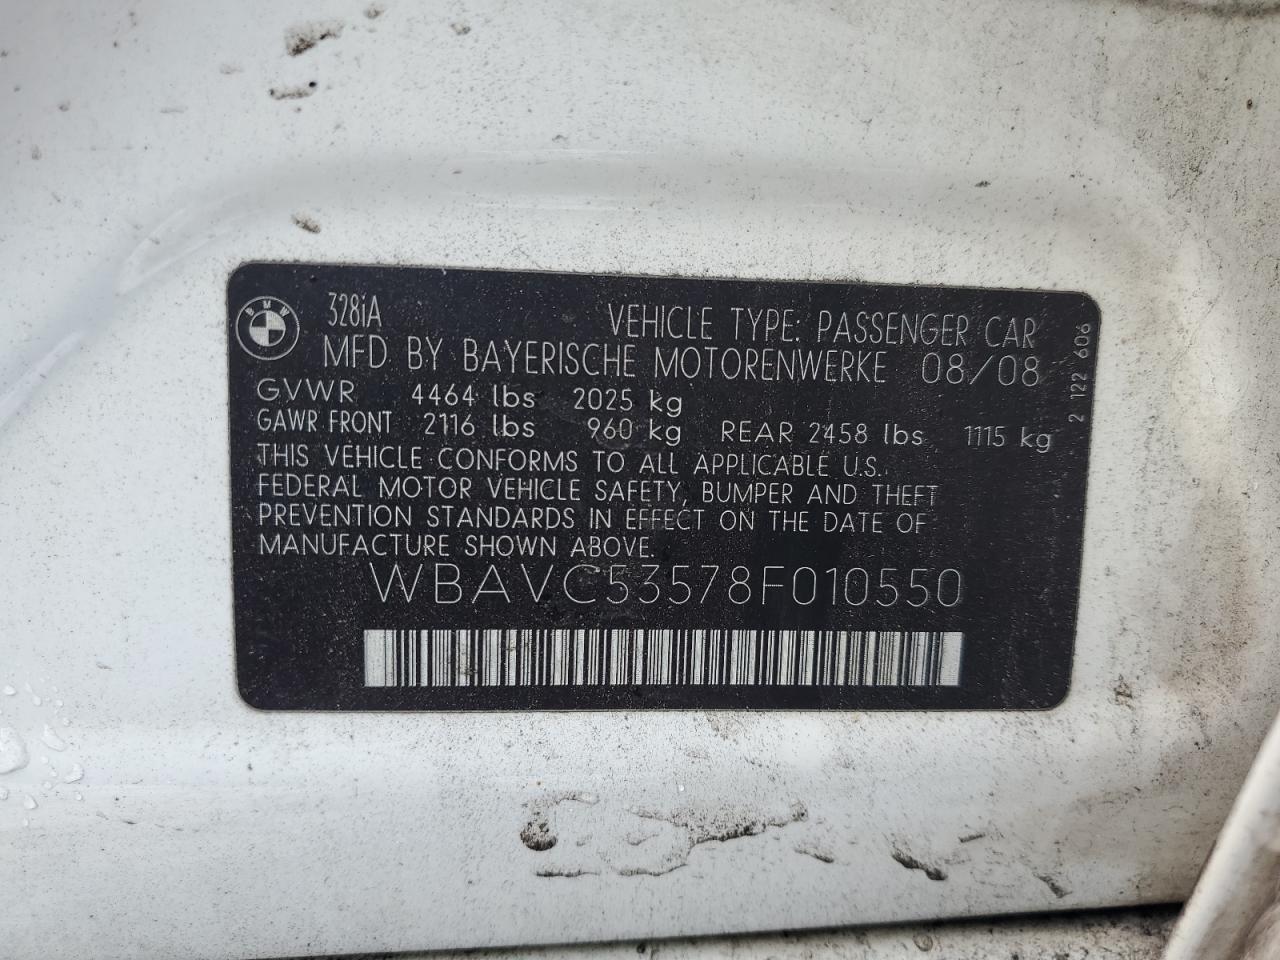 BMW
328iA
VEHICLE TYPE: PASSENGER CAR
MFD BY BAYERISCHE MOTORENWERKE 08/08
GVWR 4464 lbs 2025 kg
GAWR FRONT 2116 lbs 960 kg REAR 2458 lbs 1115 kg
THIS VEHICLE CONFORMS TO ALL APPLICABLE U.S.
FEDERAL MOTOR VEHICLE SAFETY, BUMPER AND THEFT
PREVENTION STANDARDS IN EFFECT ON THE DATE OF
MANUFACTURE SHOWN ABOVE.
WBAVC53578F010550
2 122 606